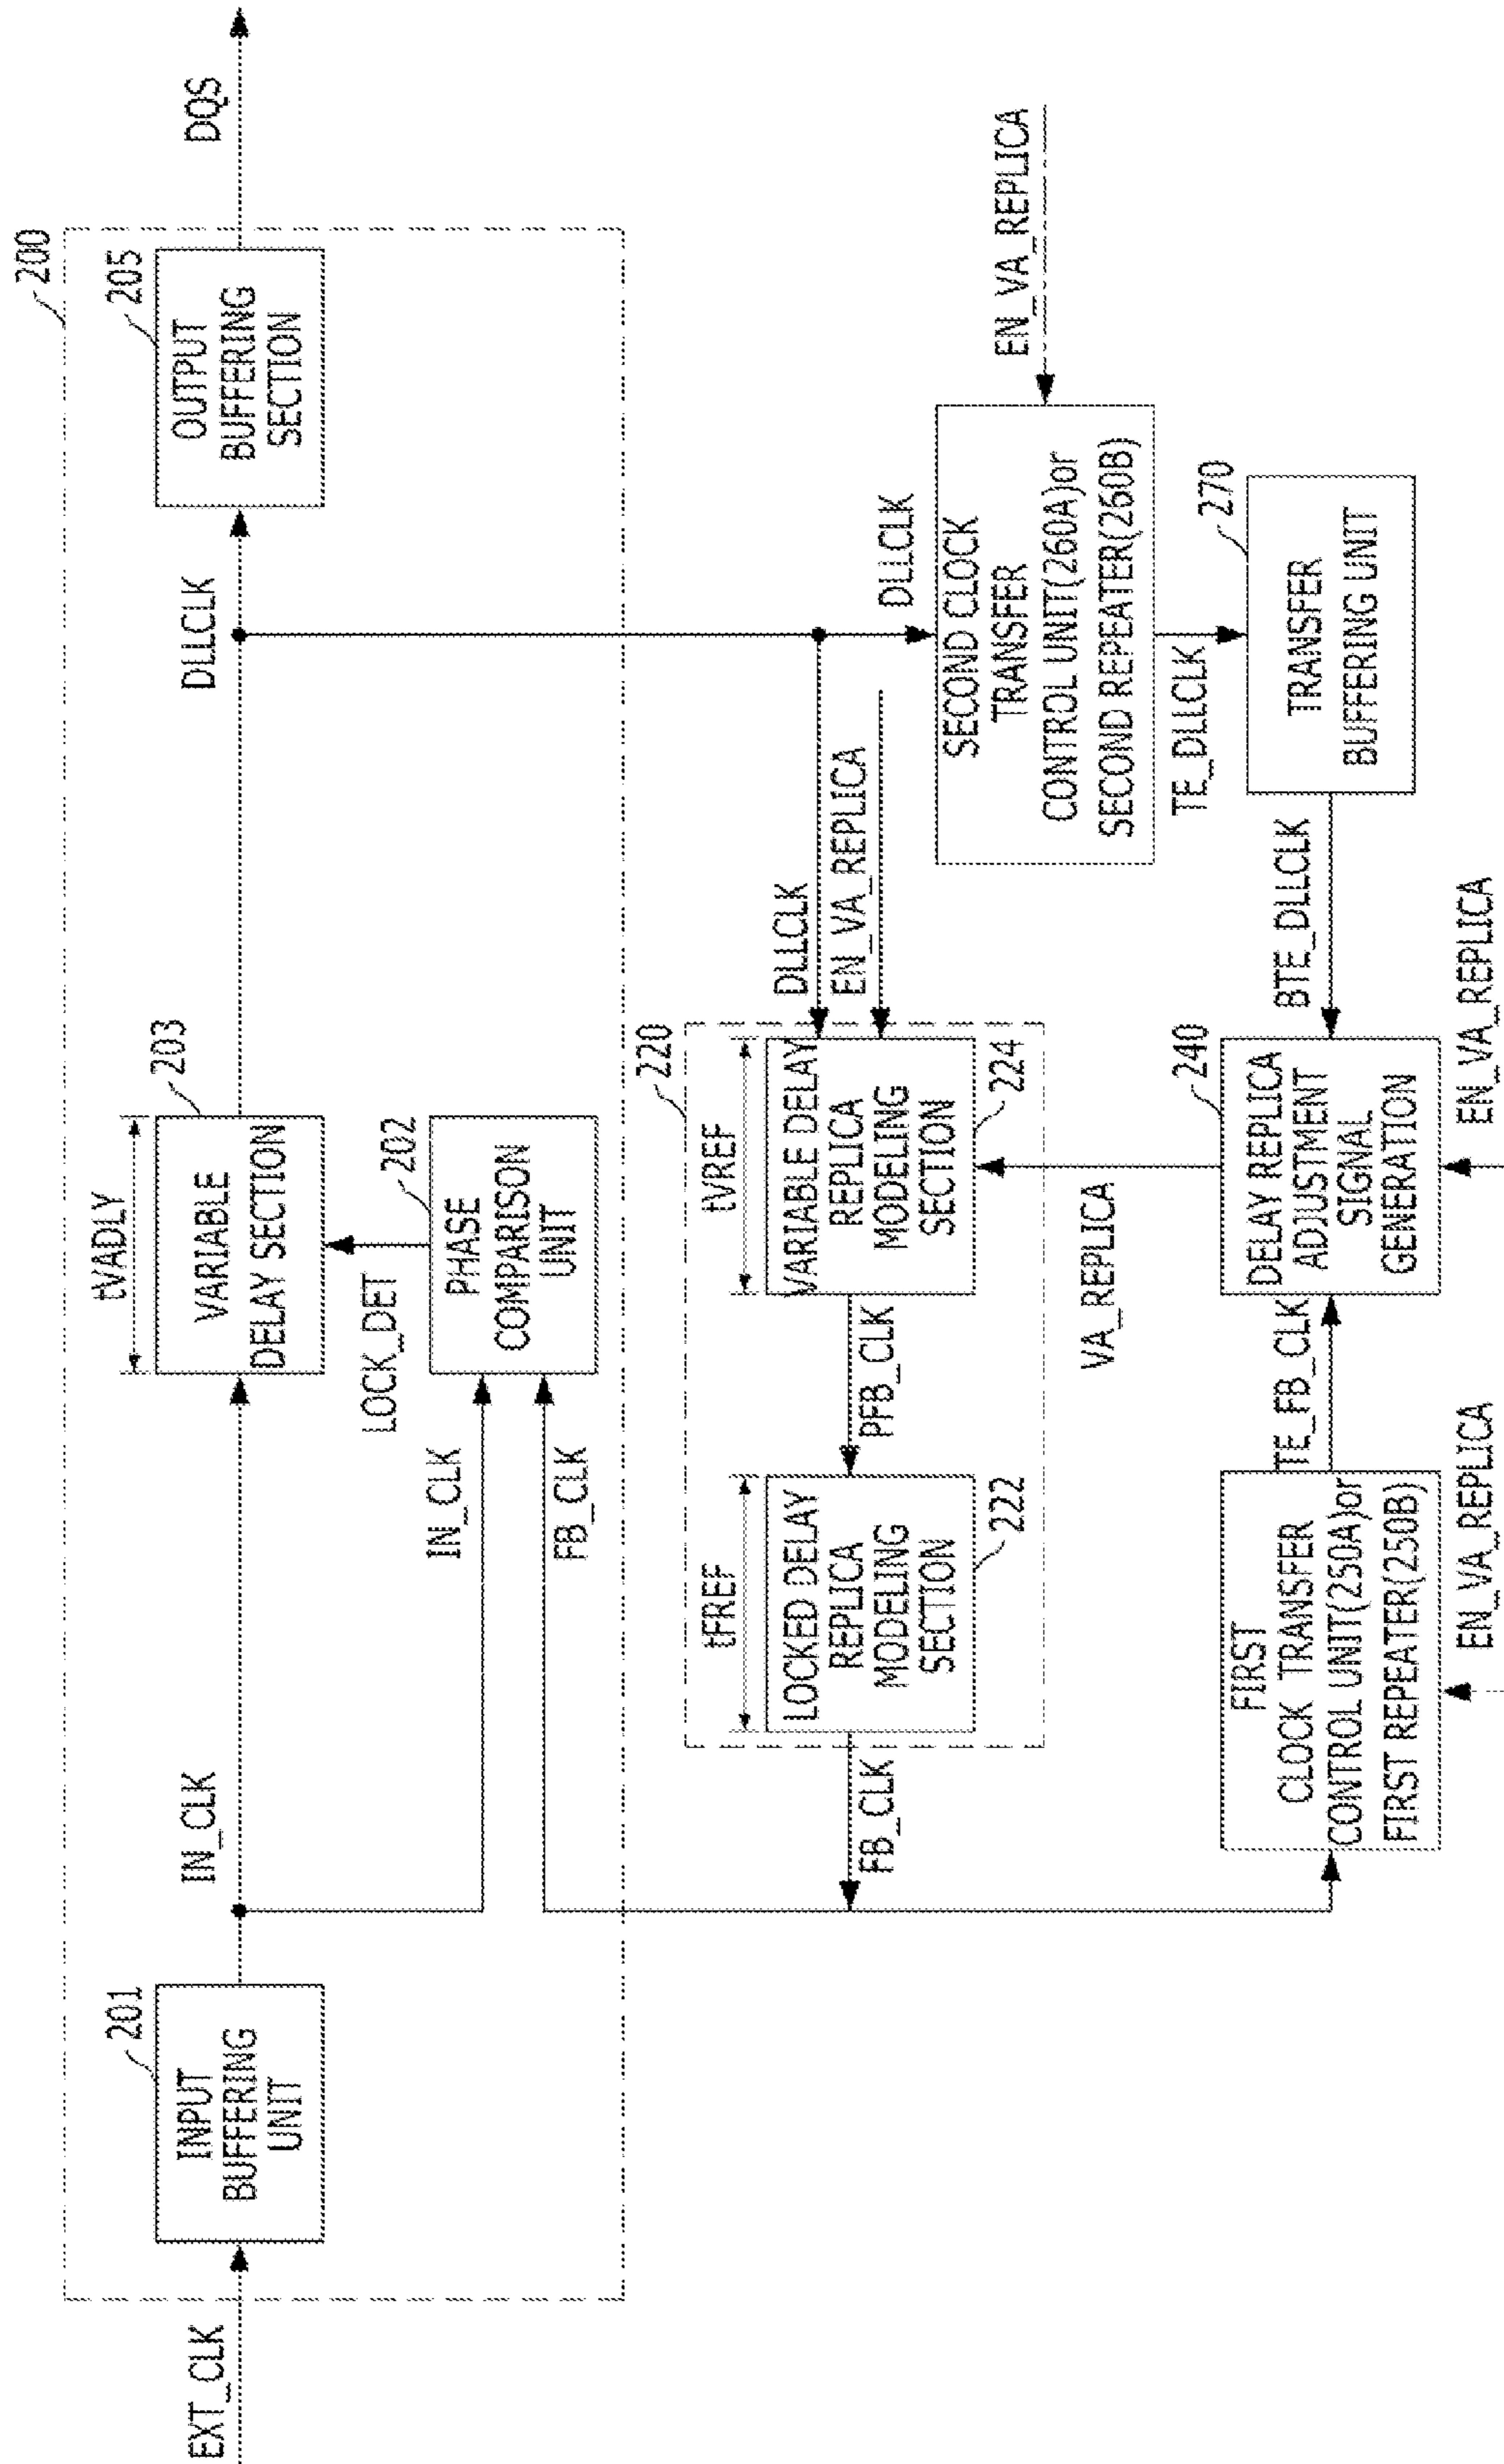 200
EXT_CLK
201
INPUT
BUFFERING
UNIT
IN_CLK
tVADLY
203
VARIABLE
DELAY SECTION
DLLCLK
205
OUTPUT
BUFFERING
SECTION
DQS
LOCK_DET
202
PHASE
COMPARISON
UNIT
IN_CLK
FB_CLK
220
tFREF
LOCKED DELAY
REPLICA
MODELING
SECTION
222
FB_CLK
PFB_CLK
tVREF
VARIABLE DELAY
REPLICA
MODELING
SECTION
224
DLLCLK
EN_VA_REPLICA
DLLCLK
SECOND CLOCK
TRANSFER
CONTROL UNIT(260A)or
SECOND REPEATER(260B)
EN_VA_REPLICA
VA_REPLICA
TE_DLLCLK
FIRST
CLOCK TRANSFER
CONTROL UNIT(250A)or
FIRST REPEATER(250B)
TE_FB_CLK
240
DELAY REPLICA
ADJUSTMENT
SIGNAL
GENERATION
BTE_DLLCLK
270
TRANSFER
BUFFERING UNIT
EN_VA_REPLICA
EN_VA_REPLICA